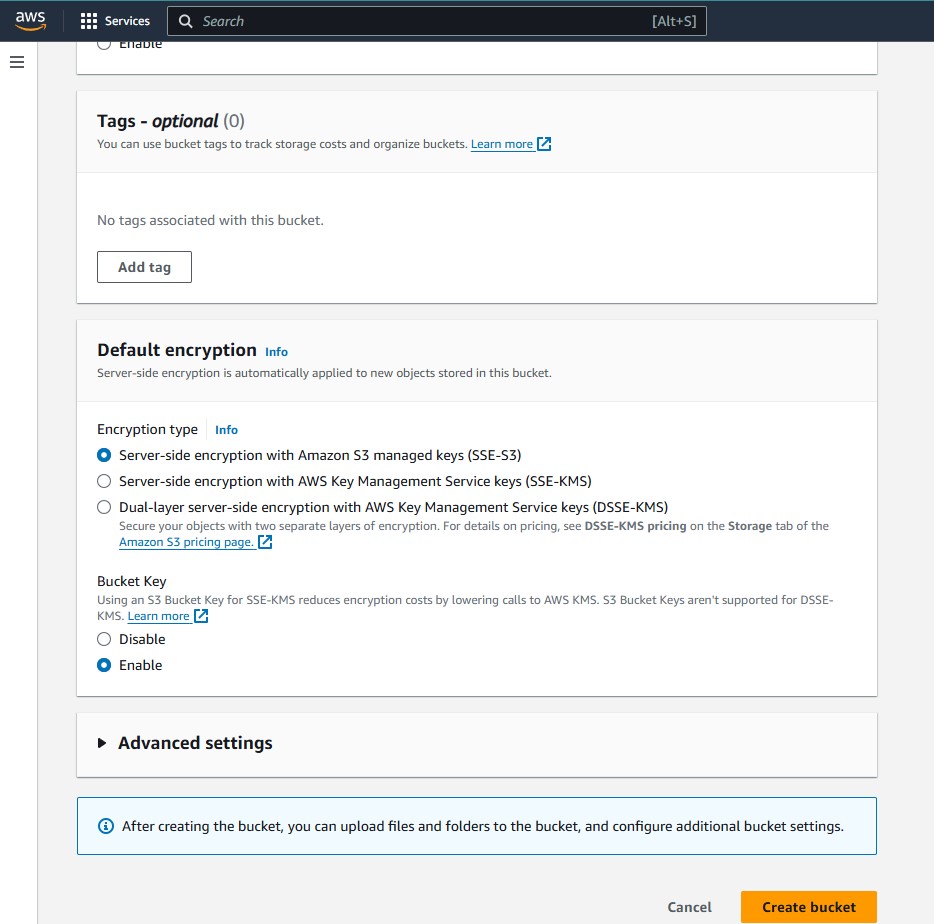 aws
Services
Search
[Alt+S]
Enable
Tags - optional (0)
You can use bucket tags to track storage costs and organize buckets. Learn more
No tags associated with this bucket.
Add tag
Default encryption Info
Server-side encryption is automatically applied to new objects stored in this bucket.
Encryption type Info
Server-side encryption with Amazon S3 managed keys (SSE-S3)
Server-side encryption with AWS Key Management Service keys (SSE-KMS)
Dual-layer server-side encryption with AWS Key Management Service keys (DSSE-KMS)
Secure your objects with two separate layers of encryption. For details on pricing, see DSSE-KMS pricing on the Storage tab of the
Amazon S3 pricing page.
Bucket Key
Using an S3 Bucket Key for SSE-KMS reduces encryption costs by lowering calls to AWS KMS. S3 Bucket Keys aren't supported for DSSE-
KMS. Learn more
Disable
Enable
Advanced settings
After creating the bucket, you can upload files and folders to the bucket, and configure additional bucket settings.
Cancel
Create bucket